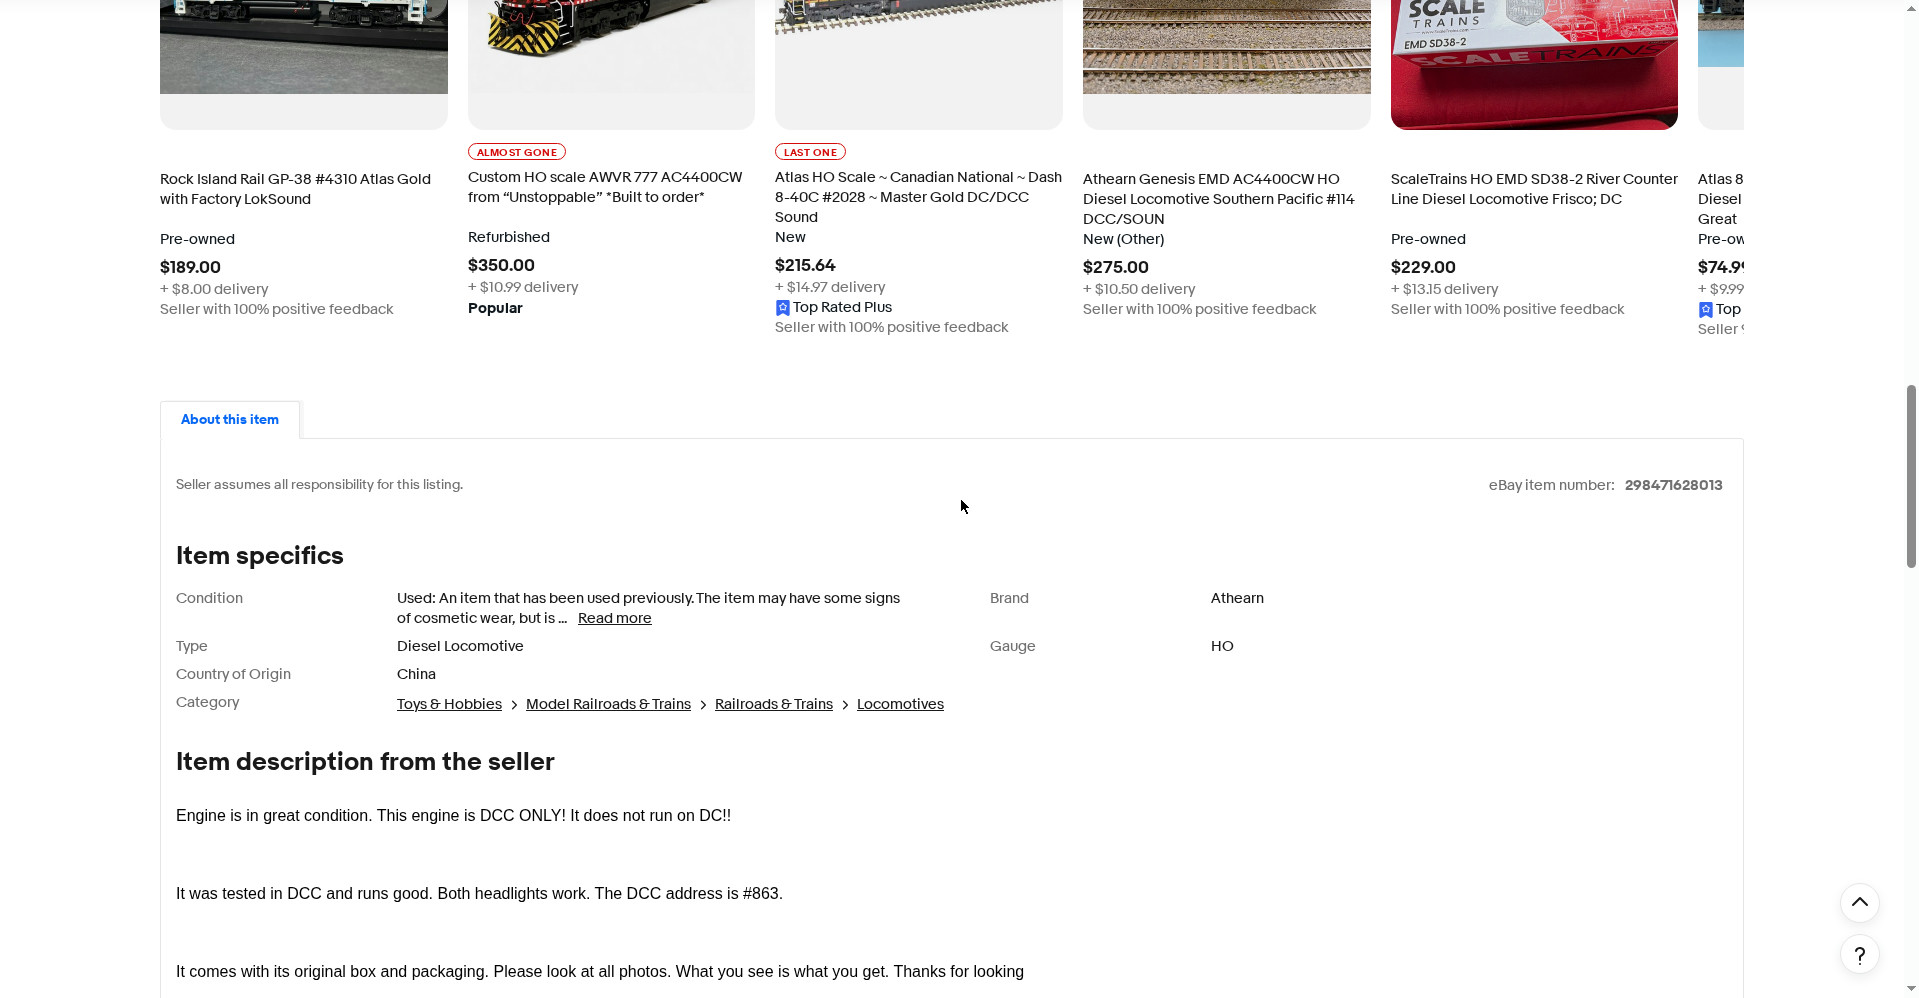 SCALE
TRAINS
EMD SD38-2
SCALETRAINS
Rock Island Rail GP-38 #4310 Atlas Gold
with Factory LokSound
Pre-owned
$189.00
+ $8.00 delivery
Seller with 100% positive feedback
ALMOST GONE
Custom HO scale AWVR 777 AC4400CW
from “Unstoppable” *Built to order*
Refurbished
$350.00
+ $10.99 delivery
Popular
LAST ONE
Atlas HO Scale ~ Canadian National ~ Dash
8-40C #2028 ~ Master Gold DC/DCC
Sound
New
$215.64
+ $14.97 delivery
Top Rated Plus
Seller with 100% positive feedback
Athearn Genesis EMD AC4400CW HO
Diesel Locomotive Southern Pacific #114
DCC/SOUN
New (Other)
$275.00
+ $10.50 delivery
Seller with 100% positive feedback
ScaleTrains HO EMD SD38-2 River Counter
Line Diesel Locomotive Frisco; DC
Pre-owned
$229.00
+ $13.15 delivery
Seller with 100% positive feedback
Atlas 8
Diesel
Great
Pre-ow
$74.99
+ $9.99
Top
Seller
About this item
Seller assumes all responsibility for this listing.
eBay item number: 298471628013
Item specifics
Condition
Used: An item that has been used previously. The item may have some signs
of cosmetic wear, but is ... Read more
Brand
Athearn
Type
Diesel Locomotive
Gauge
HO
Country of Origin
China
Category
Toys & Hobbies > Model Railroads & Trains > Railroads & Trains > Locomotives
Item description from the seller
Engine is in great condition. This engine is DCC ONLY! It does not run on DC!!
It was tested in DCC and runs good. Both headlights work. The DCC address is #863.
It comes with its original box and packaging. Please look at all photos. What you see is what you get. Thanks for looking
?